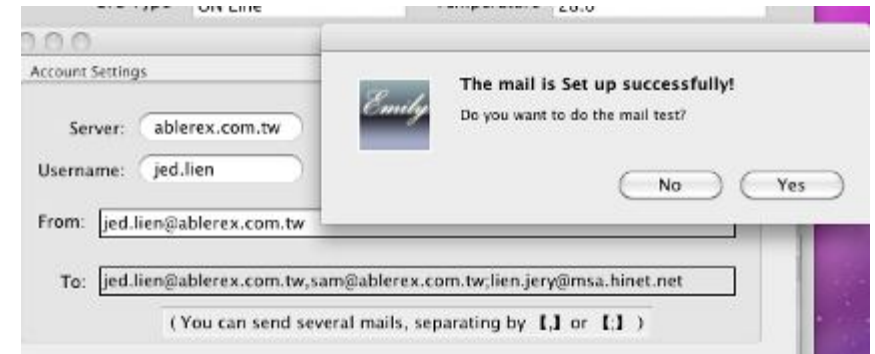 ON Line
Account Settings
Server: ablerex.com.tw
Username: jed.lien
From: jed.lien@ablerex.com.tw
To: jed.lien@ablerex.com.tw,sam@ablerex.com.tw;lien.jery@msa.hinet.net
(You can send several mails, separating by 【,】 or 【;】 )
Emily
The mail is Set up successfully!
Do you want to do the mail test?
No
Yes